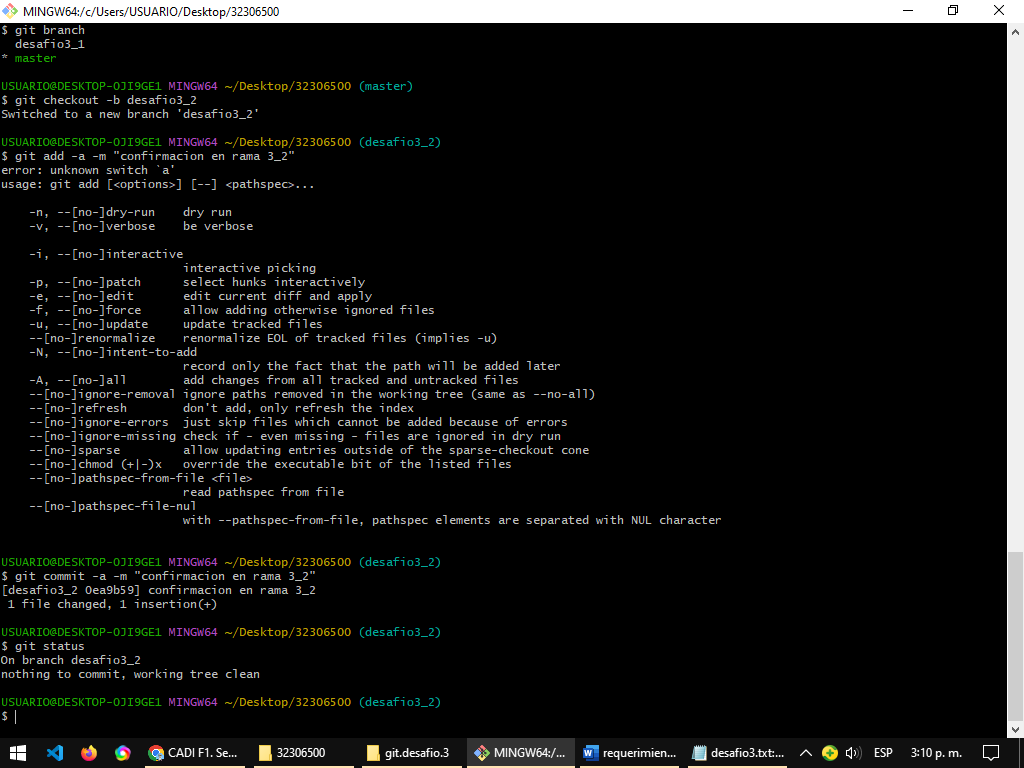 MINGW64:/c/Users/USUARIO/Desktop/32306500
$ git branch
  desafio3_1
* master

USUARIO@DESKTOP-OJI9GE1 MINGW64 ~/Desktop/32306500 (master)
$ git checkout -b desafio3_2
Switched to a new branch 'desafio3_2'

USUARIO@DESKTOP-OJI9GE1 MINGW64 ~/Desktop/32306500 (desafio3_2)
$ git add -a -m "confirmacion en rama 3_2"
error: unknown switch `a'
usage: git add [<options>] [--] <pathspec>...

    -n, --[no-]dry-run    dry run
    -v, --[no-]verbose    be verbose

    -i, --[no-]interactive
                          interactive picking
    -p, --[no-]patch      select hunks interactively
    -e, --[no-]edit       edit current diff and apply
    -f, --[no-]force      allow adding otherwise ignored files
    -u, --[no-]update     update tracked files
    --[no-]renormalize    renormalize EOL of tracked files (implies -u)
    -N, --[no-]intent-to-add
                          record only the fact that the path will be added later
    -A, --[no-]all        add changes from all tracked and untracked files
    --[no-]ignore-removal ignore paths removed in the working tree (same as --no-all)
    --[no-]refresh        don't add, only refresh the index
    --[no-]ignore-errors  just skip files which cannot be added because of errors
    --[no-]ignore-missing check if - even missing - files are ignored in dry run
    --[no-]sparse         allow updating entries outside of the sparse-checkout cone
    --[no-]chmod (+|-)x   override the executable bit of the listed files
    --[no-]pathspec-from-file <file>
                          read pathspec from file
    --[no-]pathspec-file-nul
                          with --pathspec-from-file, pathspec elements are separated with NUL character

USUARIO@DESKTOP-OJI9GE1 MINGW64 ~/Desktop/32306500 (desafio3_2)
$ git commit -a -m "confirmacion en rama 3_2"
[desafio3_2 0ea9b59] confirmacion en rama 3_2
 1 file changed, 1 insertion(+)

USUARIO@DESKTOP-OJI9GE1 MINGW64 ~/Desktop/32306500 (desafio3_2)
$ git status
On branch desafio3_2
nothing to commit, working tree clean

USUARIO@DESKTOP-OJI9GE1 MINGW64 ~/Desktop/32306500 (desafio3_2)
$
CADI F1. Se... 32306500 git.desafio.3 MINGW64:/... requerimien... desafio3.txt:... ESP 3:10 p. m.